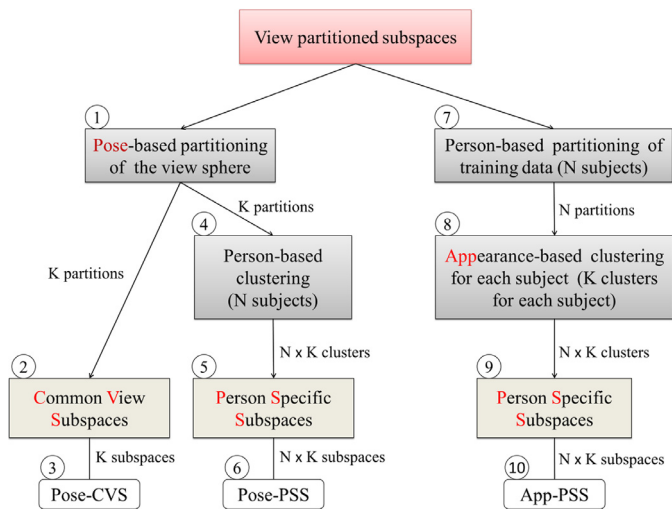 View partitioned subspaces
1
Pose-based partitioning
of the view sphere
7
Person-based partitioning of
training data (N subjects)
K partitions
N partitions
4
Person-based
clustering
(N subjects)
8
Appearance-based clustering
for each subject (K clusters
for each subject)
K partitions
N x K clusters
N x K clusters
2
Common View
Subspaces
5
Person Specific
Subspaces
9
Person Specific
Subspaces
K subspaces
N x K subspaces
N x K subspaces
3
Pose-CVS
6
Pose-PSS
10
App-PSS